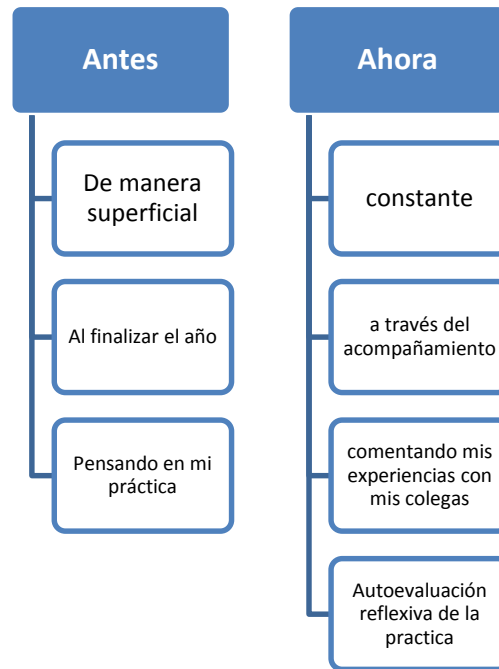 Antes
De manera
superficial
Al finalizar el año
Pensando en mi
práctica
Ahora
constante
a través del
acompañamiento
comentando mis
experiencias con
mis colegas
Autoevaluación
reflexiva de la
practica